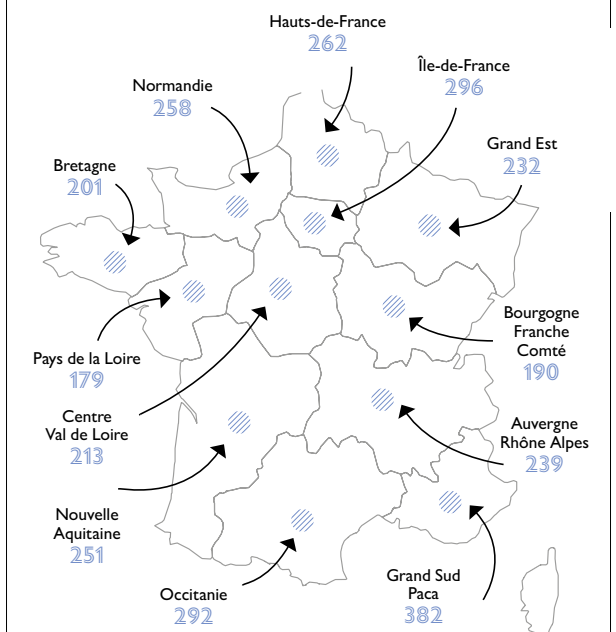 Hauts-de-France
262
Île-de-France
296
Normandie
258
Grand Est
232
Bretagne
201
Bourgogne
Franche
Comté
190
Pays de la Loire
179
Centre
Val de Loire
213
Auvergne
Rhône Alpes
239
Nouvelle
Aquitaine
251
Grand Sud
Paca
382
Occitanie
292